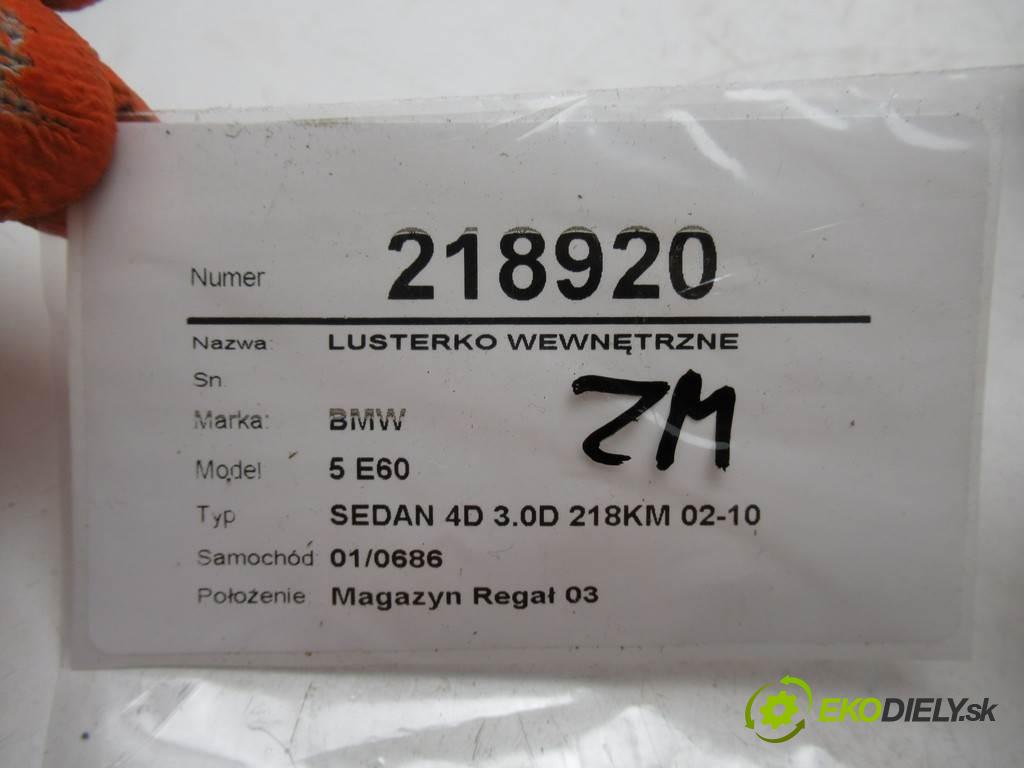 Numer 218920
Nazwa: LUSTERKO WEWNĘTRZNE
Sn
Marka: BMW
ZM
Model 5 E60
Typ SEDAN 4D 3.0D 218KM 02-10
Samochód 01/0686
Położenie Magazyn Regał 03
EKODIELY.sk